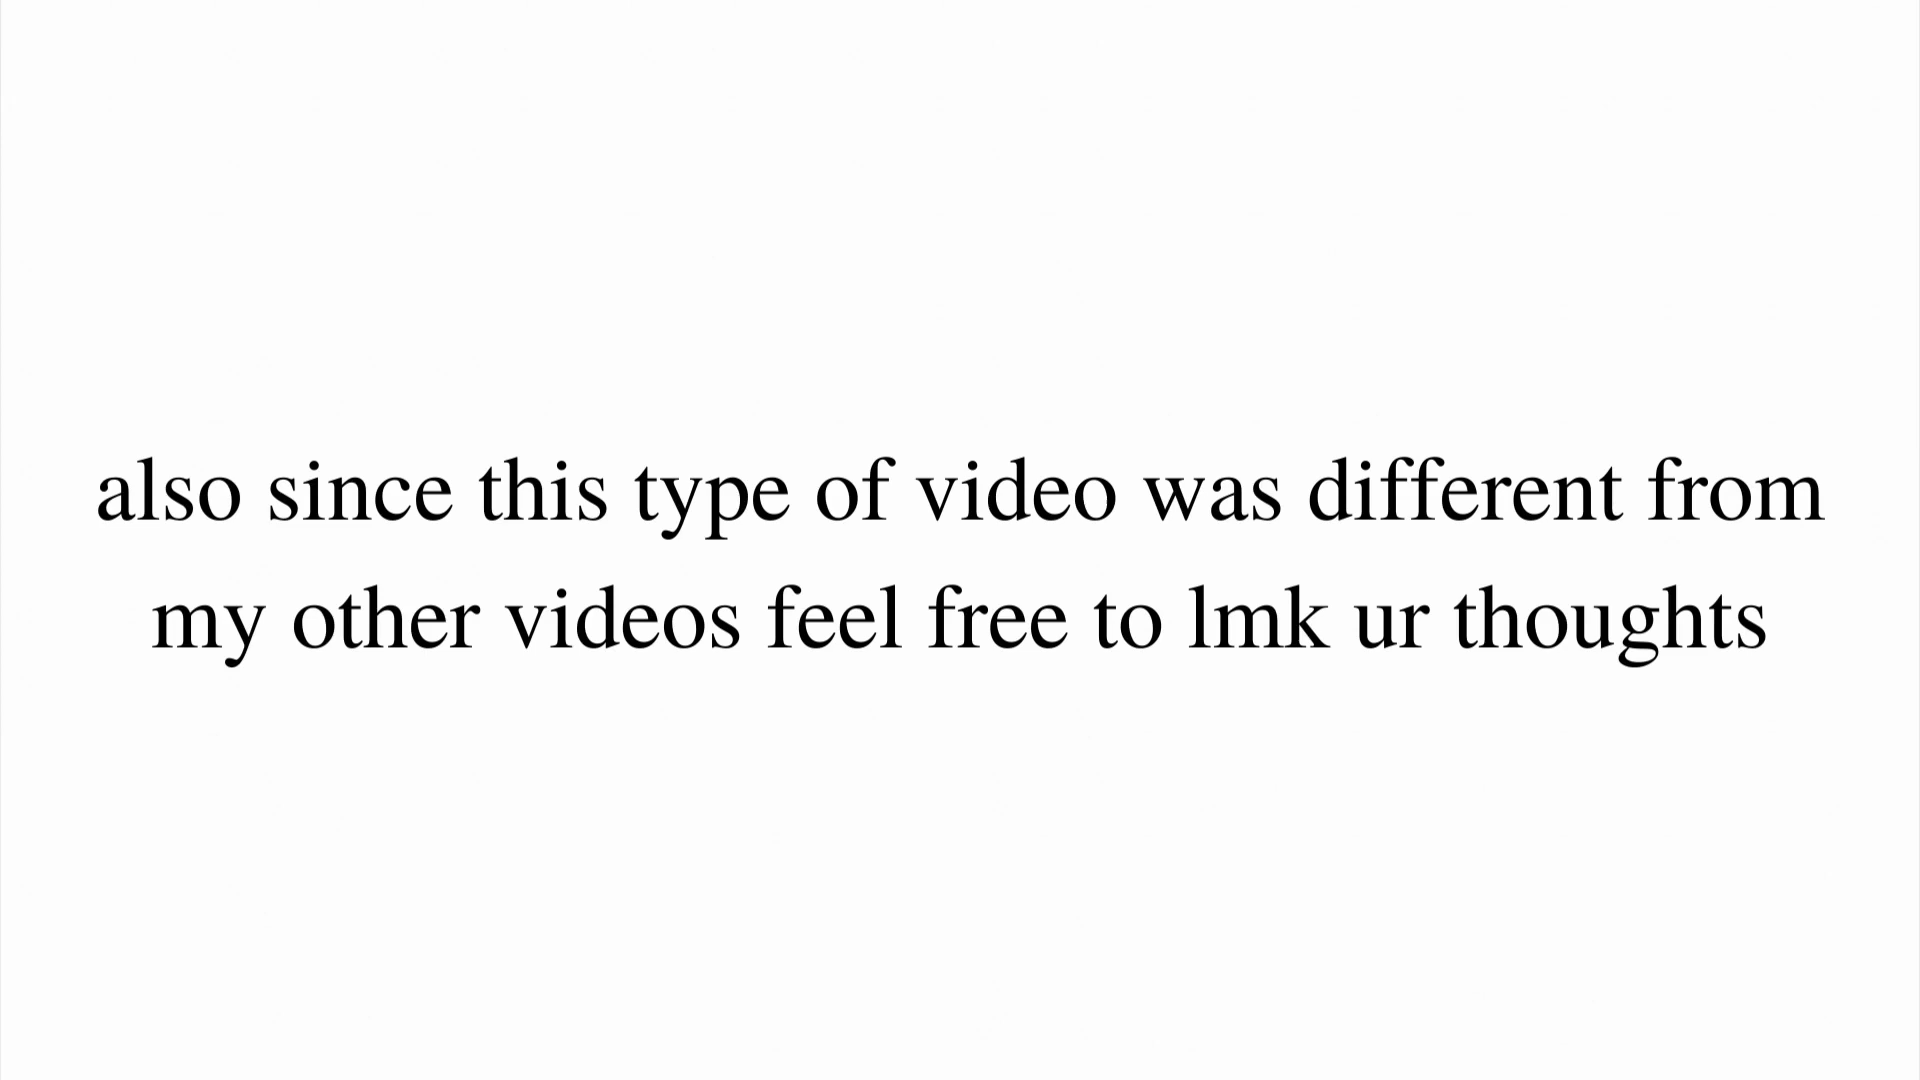 also since this type of video was different from
my other videos feel free to lmk ur thoughts